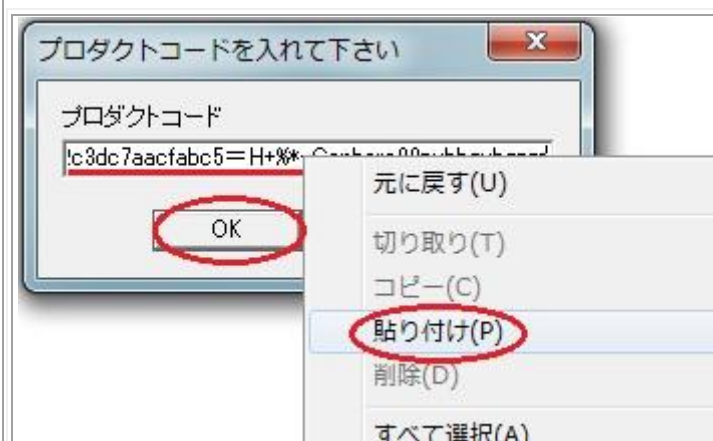 プロダクトコードを入れて下さい
プロダクトコード
!c3dc7aacfabc5=H+%*
OK
元に戻す(U)
切り取り(T)
コピー(C)
貼り付け(P)
削除(D)
すべて選択(A)